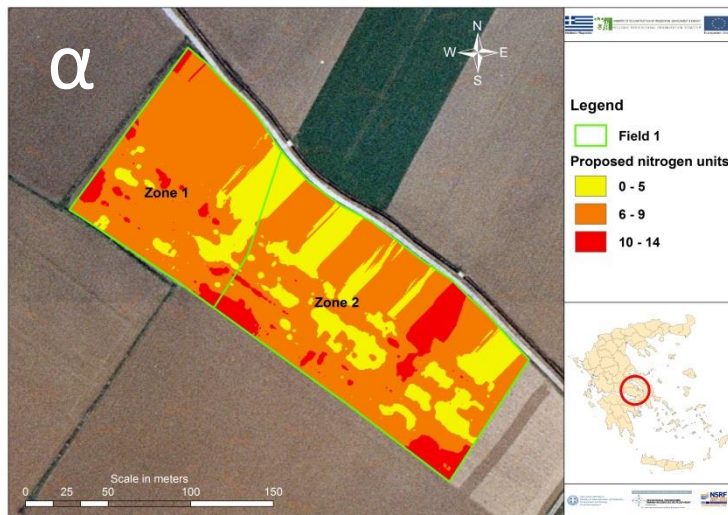 α
N
W E
S
Zone 1
Zone 2
Scale in meters
0 25 50 100 150
Legend
Field 1
Proposed nitrogen units
0 - 5
6 - 9
10 - 14
NSRF